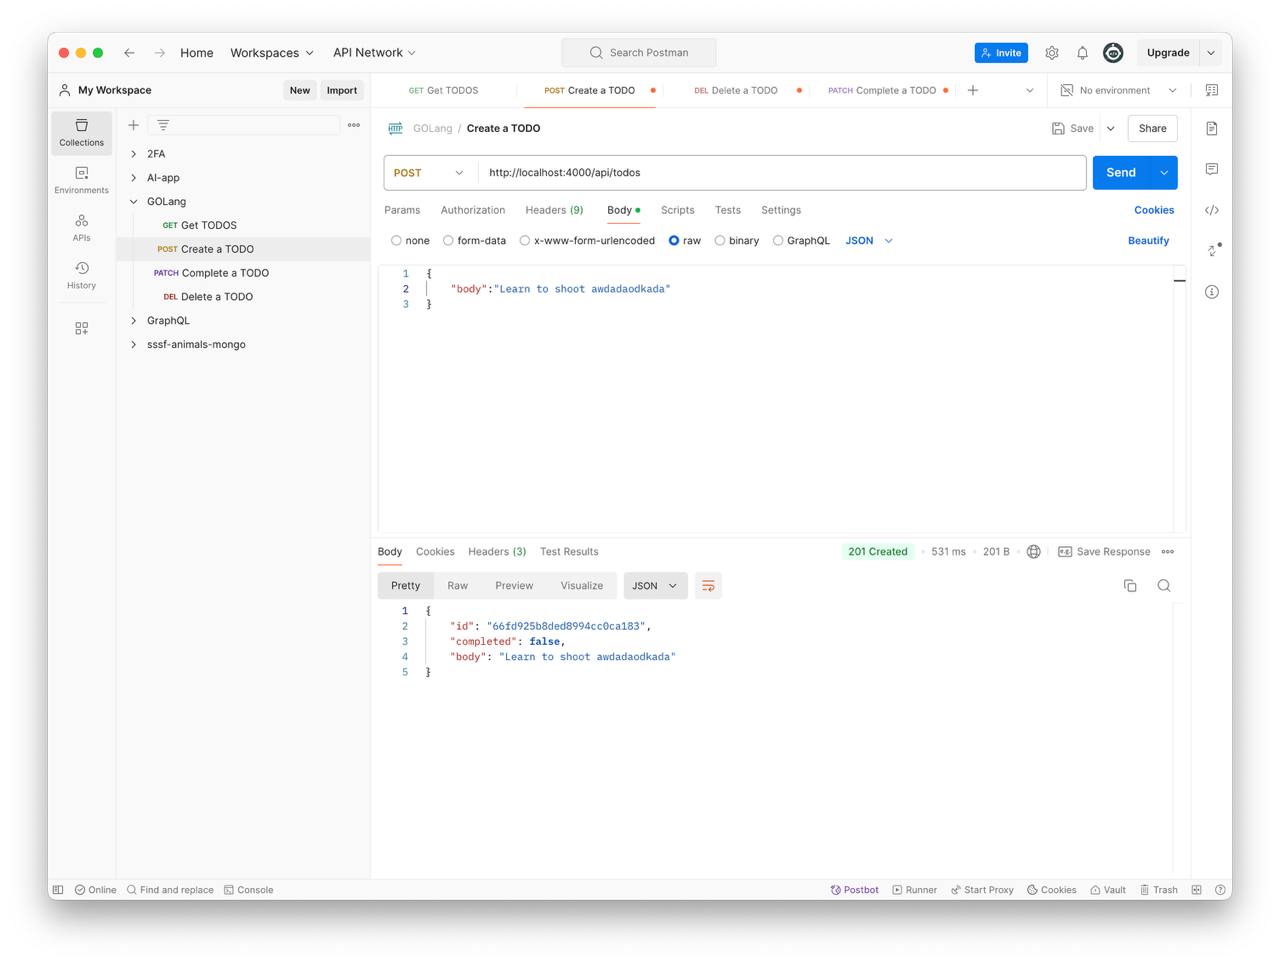 Home Workspaces API Network Search Postman Invite Upgrade
My Workspace New Import GET Get TODOS POST Create a TODO DEL Delete a TODO PATCH Complete a TODO No environment
Collections
Environments
APIs
History
2FA
AI-app
GOLang
GET Get TODOS
POST Create a TODO
PATCH Complete a TODO
DEL Delete a TODO
GraphQL
sssf-animals-mongo
HTTP GOLang / Create a TODO Save Share
POST http://localhost:4000/api/todos Send
Params Authorization Headers (9) Body Scripts Tests Settings Cookies
none form-data x-www-form-urlencoded raw binary GraphQL JSON Beautify
1 {
2 "body":"Learn to shoot awdadaodkada"
3 }
Body Cookies Headers (3) Test Results 201 Created 531 ms 201 B Save Response
Pretty Raw Preview Visualize JSON
1 {
2 "id": "66fd925b8ded8994cc0ca183",
3 "completed": false,
4 "body": "Learn to shoot awdadaodkada"
5 }
Online Find and replace Console Postbot Runner Start Proxy Cookies Vault Trash